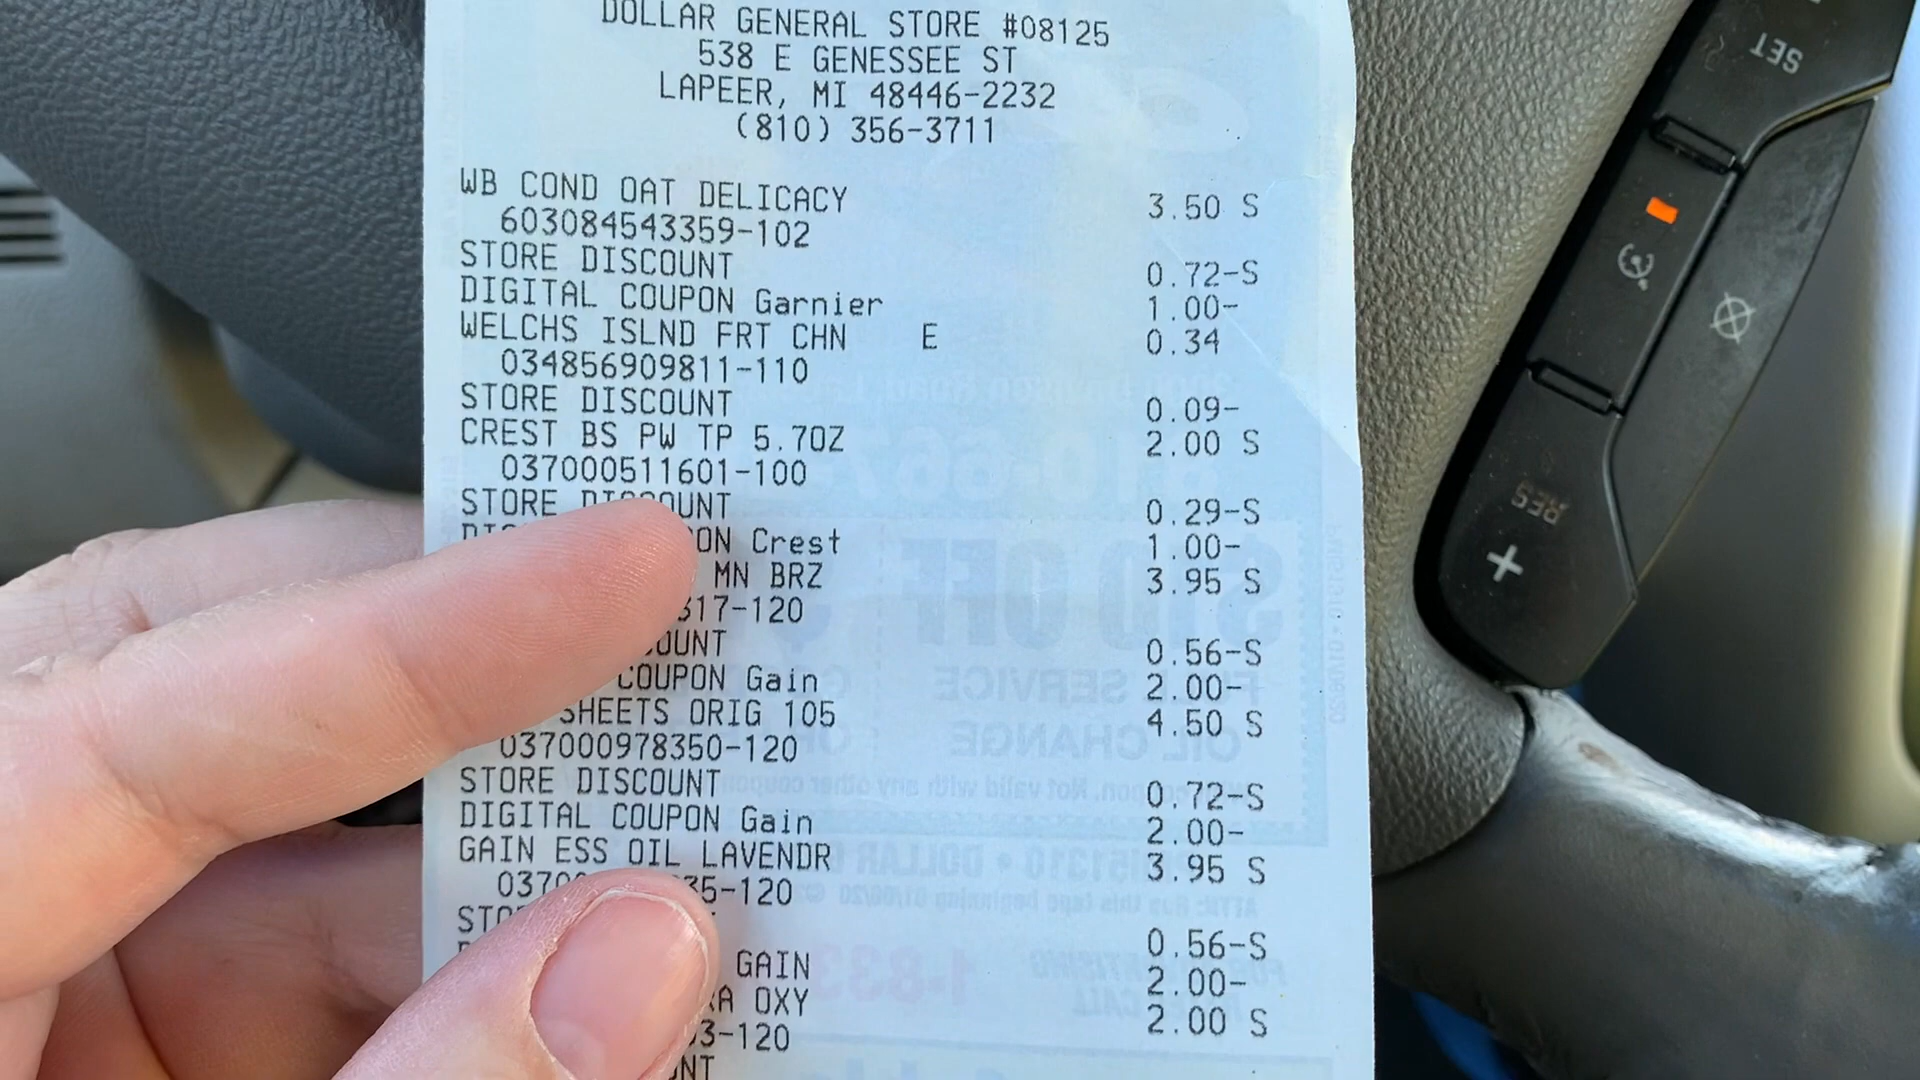 DOLLAR GENERAL STORE #08125
538 E GENESSEE ST
LAPEER, MI 48446-2232
(810) 356-3711
WB COND OAT DELICACY 3.50 S
603084543359-102
STORE DISCOUNT 0.72-S
DIGITAL COUPON Garnier 1.00-
WELCHS ISLND FRT CHN E 0.34
034856909811-110
STORE DISCOUNT 0.09-
CREST BS PW TP 5.7OZ 2.00 S
037000511601-100
STORE DISCOUNT 0.29-S
Crest 1.00-
MN BRZ 3.95 S
317-120
0.56-S
COUPON Gain 2.00-
SHEETS ORIG 105 4.50 S
037000978350-120
STORE DISCOUNT 0.72-S
DIGITAL COUPON Gain 2.00-
GAIN ESS OIL LAVENDR 3.95 S
35-120
0.56-S
GAIN 2.00-
OXY 2.00 S
3-120
SET
RES
+